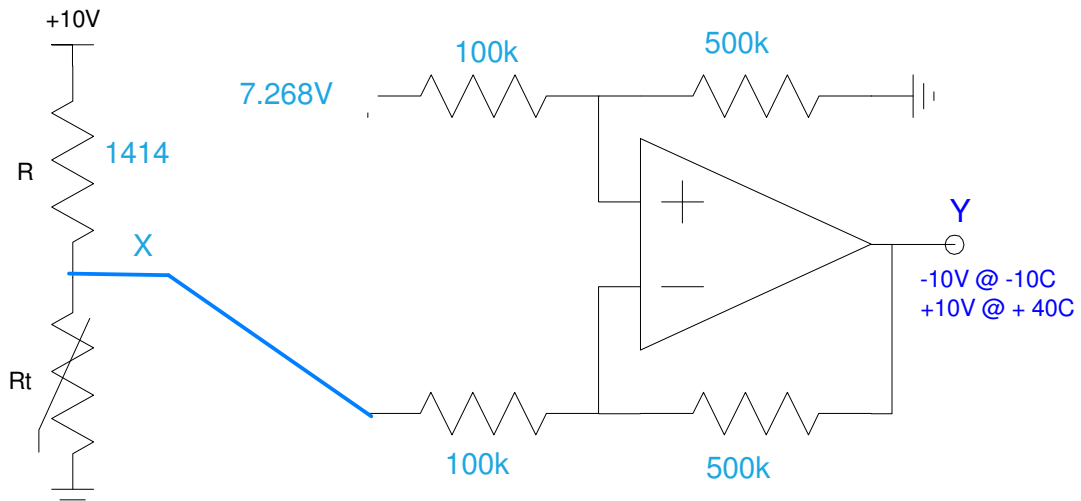 +10V
100k
500k
7.268V
1414
R
X
Y
-10V @ -10C
+10V @ + 40C
Rt
100k
500k